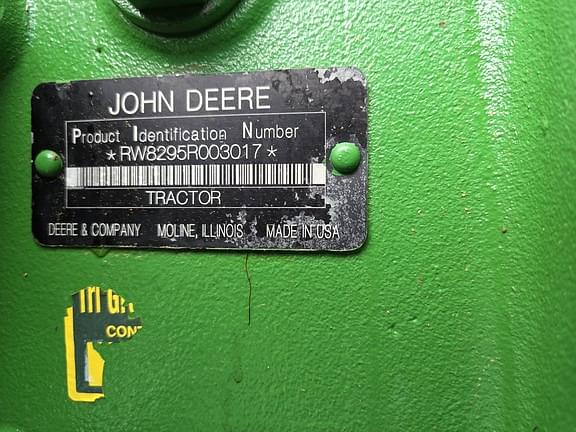 JOHN DEERE
Product Identification Number
*RW8295R003017*
TRACTOR
DEERE & COMPANY MOLINE, ILLINOIS MADE IN USA